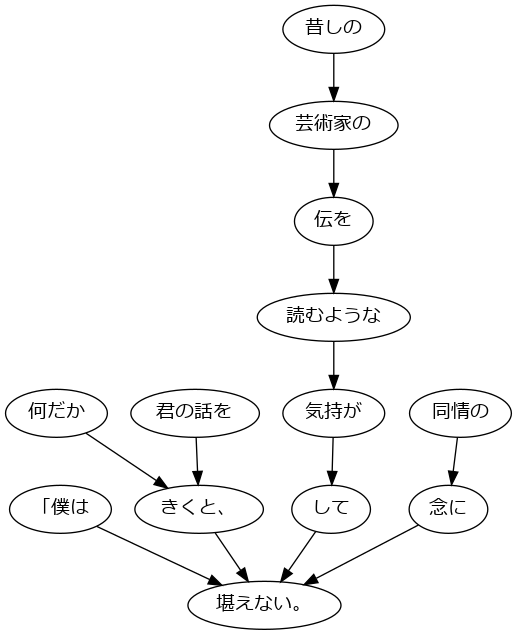 昔しの
芸術家の
伝を
読むような
何だか
君の話を
気持が
同情の
「僕は
きくと、
して
念に
堪えない。